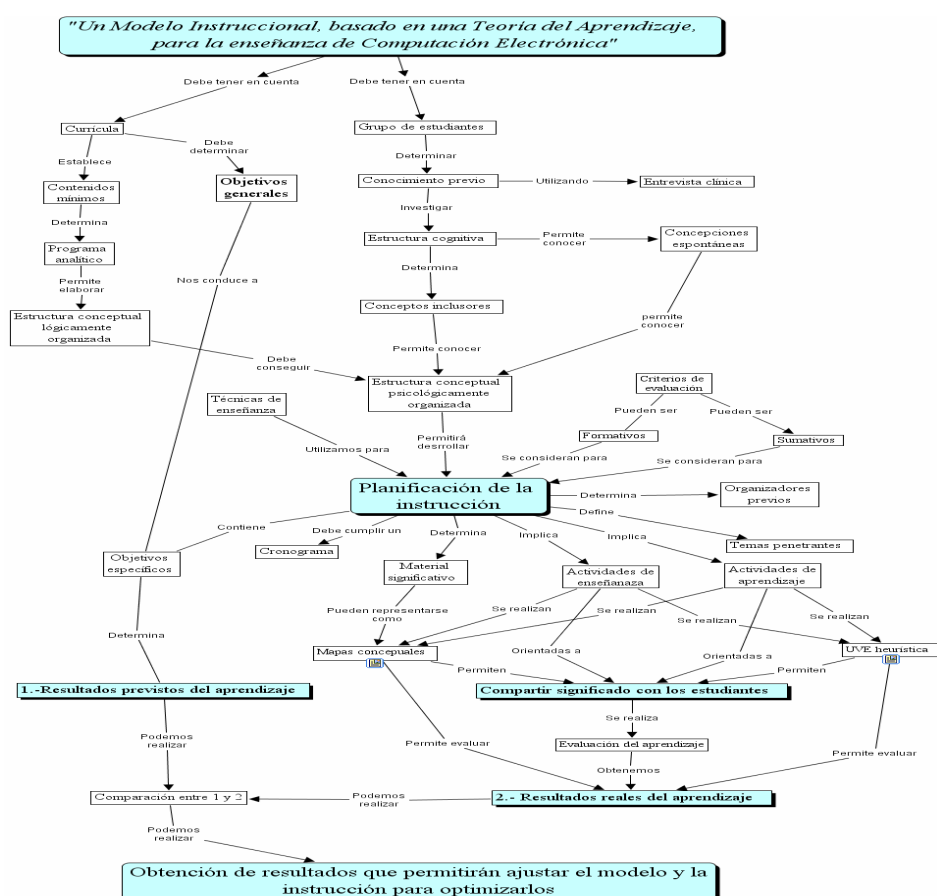 "Un Modelo Instruccional, basado en una Teoría del Aprendizaje,
para la enseñanza de Computación Electrónica"
Debe tener en cuenta
Debe tener en cuenta
Currícula
Grupo de estudiantes
Debe
determinar
Establece
Determinar
Contenidos
mínimos
Objetivos
generales
Conocimiento previo
Utilizando
Entrevista clínica
Determina
Investigar
Programa
analítico
Estructura cognitiva
Permite
conocer
Concepciones
espontáneas
Permite
elaborar
Nos conduce a
Determina
Estructura conceptual
lógicamente
organizada
Conceptos inclusores
permite
conocer
Debe
conseguir
Permite conocer
Estructura conceptual
psicológicamente
organizada
Criterios de
evaluación
Técnicas de
enseñanza
Pueden ser
Pueden ser
Formativos
Sumativos
Utilizamos para
Permitirá
desrrollar
Se consideran para
Se consideran para
Planificación de la
instrucción
Determina
Organizadores
previos
Contiene
Debe cumplir un
Determina
Implica
Implica
Define
Temas penetrantes
Objetivos
específicos
Cronograma
Material
significativo
Actividades de
enseñanaza
Actividades de
aprendizaje
Pueden representarse
como
Se realizan
Se realizan
Se realizan
Se realizan
Determina
Mapas conceptuales
Orientadas a
Orientadas a
UVE heurística
Permiten
Permiten
1.-Resultados previstos del aprendizaje
Compartir significado con los estudiantes
Se realiza
Podemos
realizar
Permite evaluar
Evaluación del aprendizaje
Permite evaluar
Obtenemos
Comparación entre 1 y 2
Podemos
realizar
2.- Resultados reales del aprendizaje
Podemos
realizar
Obtención de resultados que permitirán ajustar el modelo y la
instrucción para optimizarlos